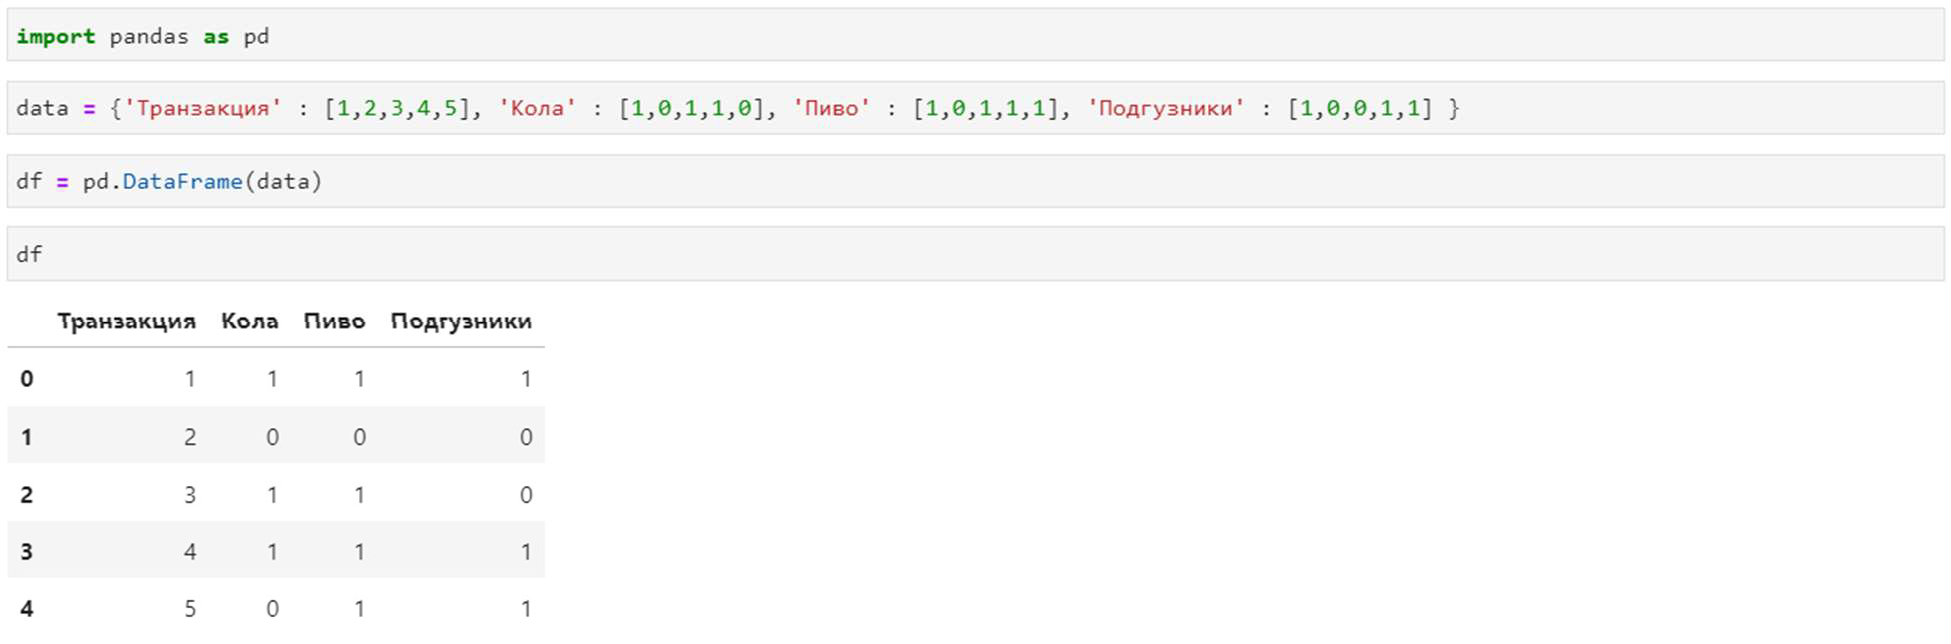 import pandas as pd
data = {'Транзакция' : [1,2,3,4,5], 'Кола' : [1,0,1,1,0], 'Пиво' : [1,0,1,1,1], 'Подгузники' : [1,0,0,1,1] }
df = pd.DataFrame(data)
df
Транзакция Кола Пиво Подгузники
0 1 1 1 1
1 2 0 0 0
2 3 1 1 0
3 4 1 1 1
4 5 0 1 1